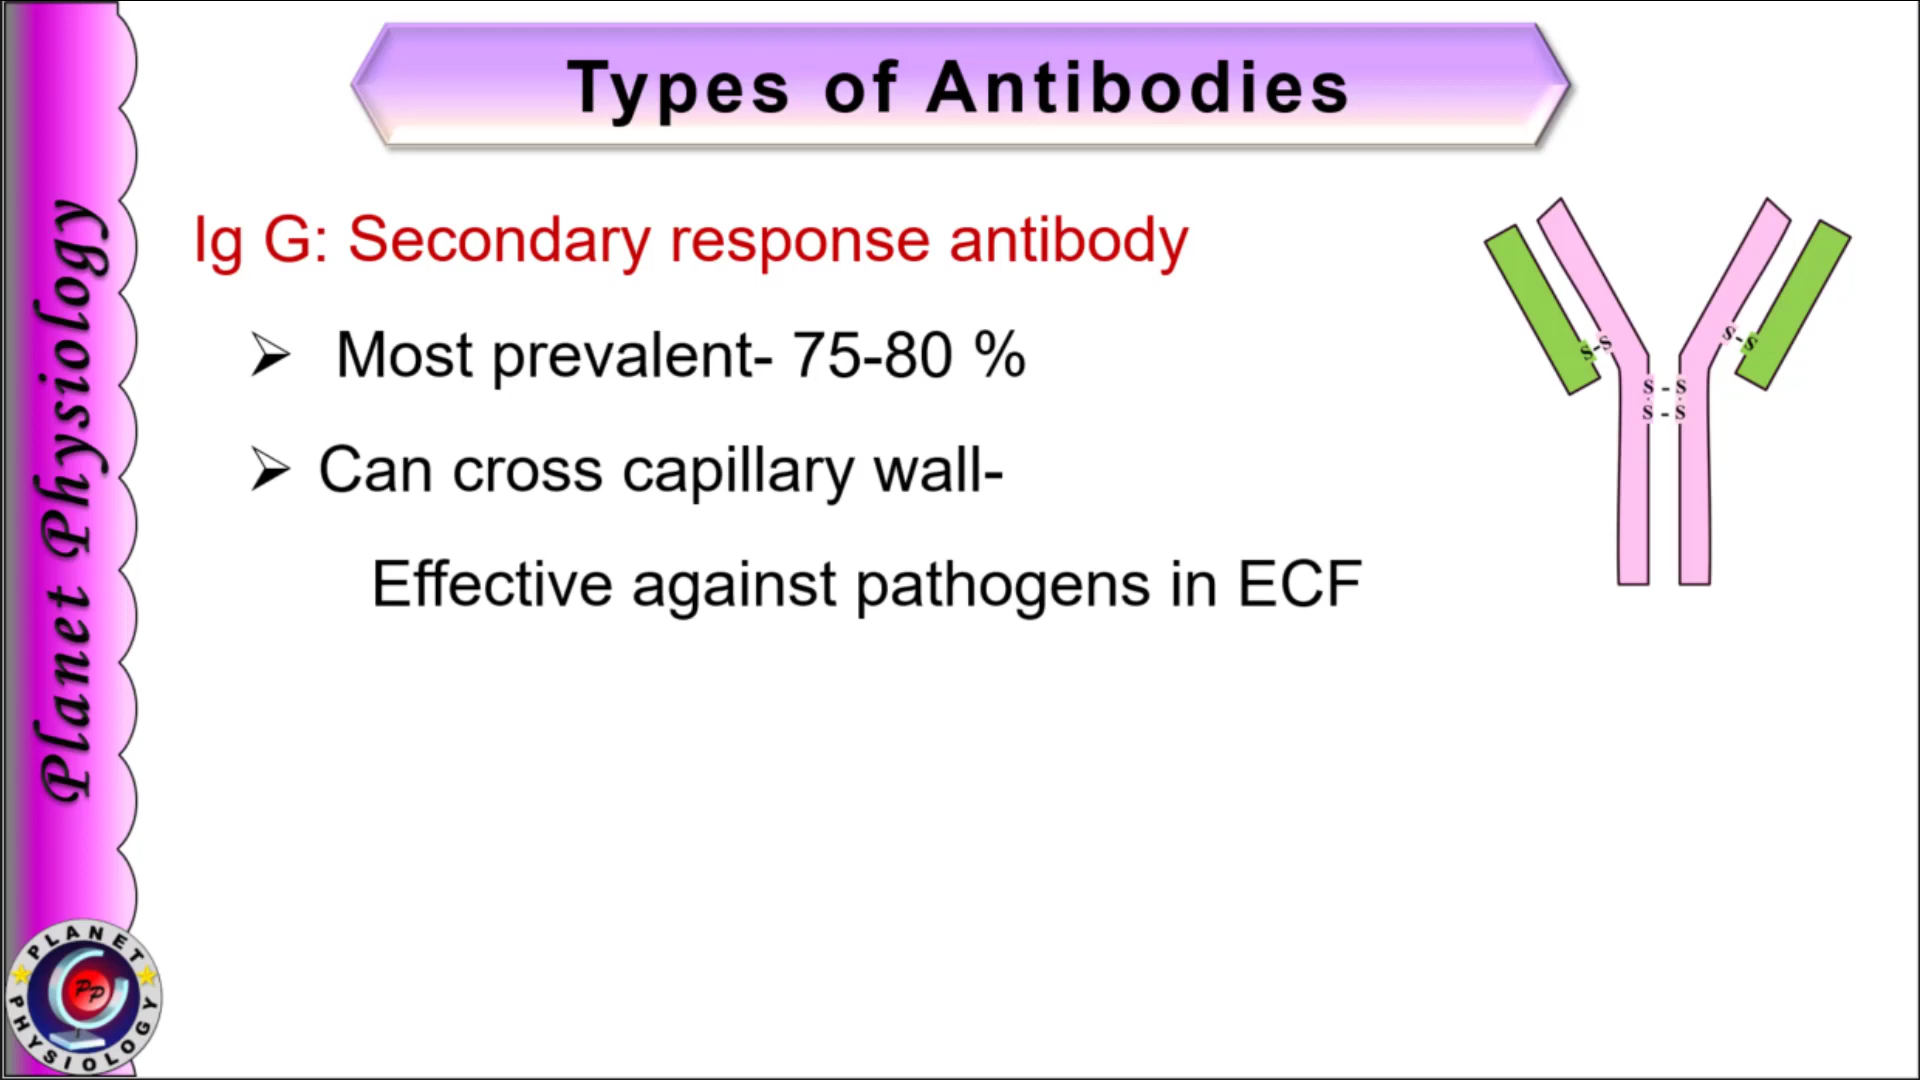 Types of Antibodies
Ig G: Secondary response antibody
➢ Most prevalent- 75-80 %
➢ Can cross capillary wall-
Effective against pathogens in ECF
S-S
S-S
S - S
S - S
Planet Physiology
PLANET
PP
PHYSIOLOGY